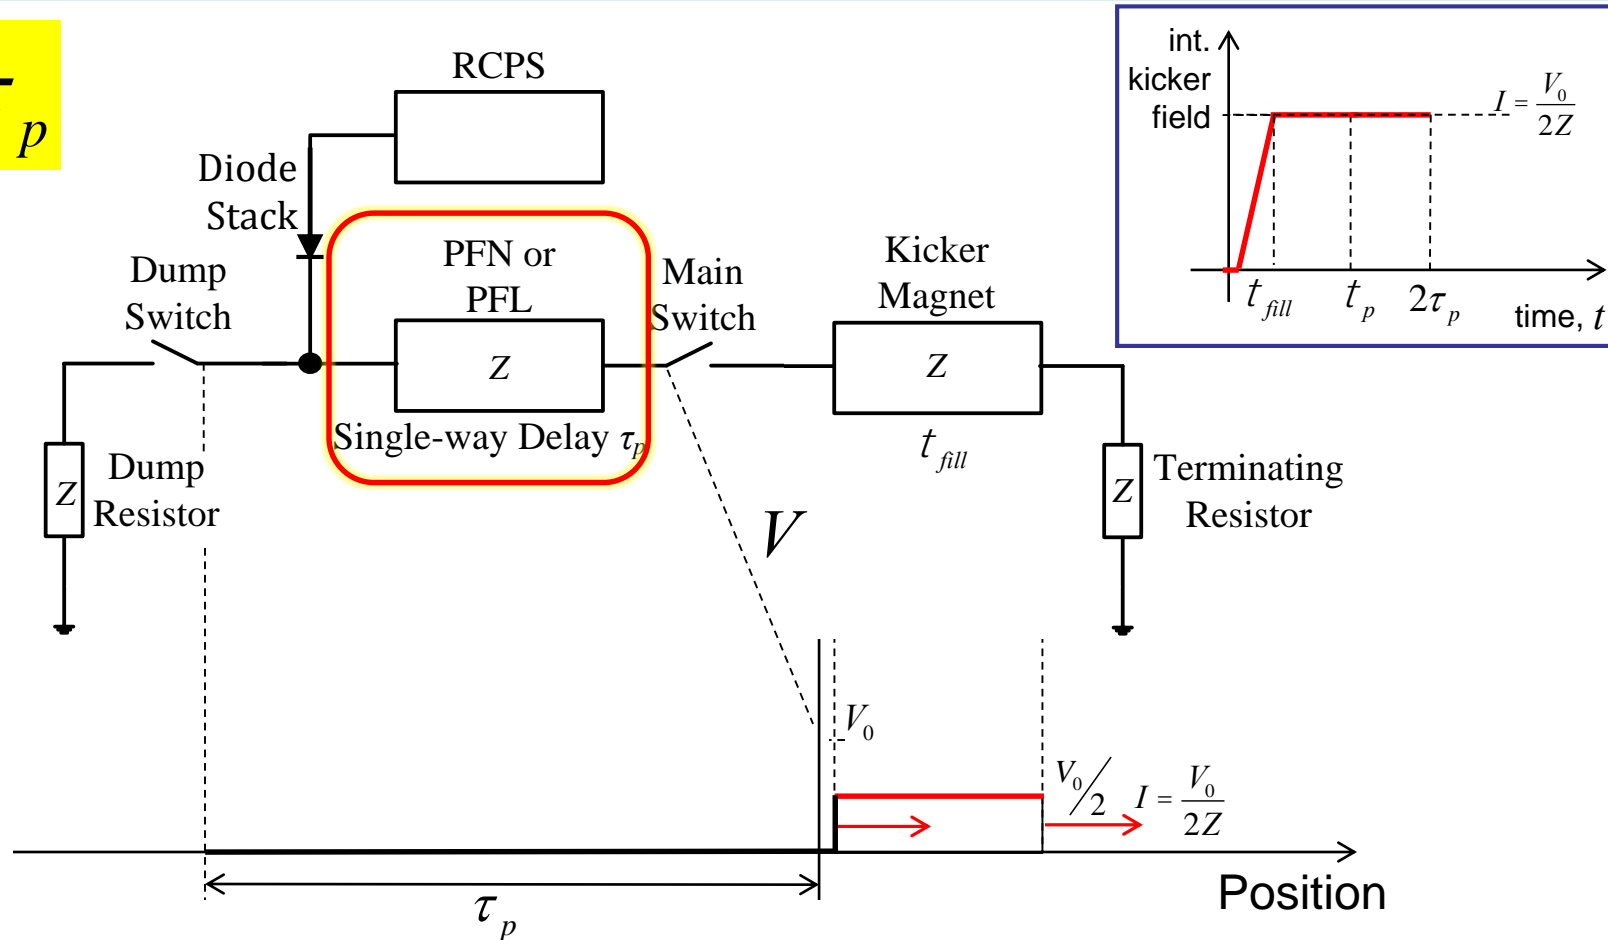 τ p
RCPS
Diode
Stack
Dump
Switch
PFN or
PFL
Main
Switch
Kicker
Magnet
Z
Z
Single-way Delay τp
t fill
Z
Dump
Resistor
Z
Terminating
Resistor
V
V0
V0/2
I = V0/2Z
τ p
Position
int.
kicker
field
I = V0/2Z
t fill
t p
2τ p
time, t